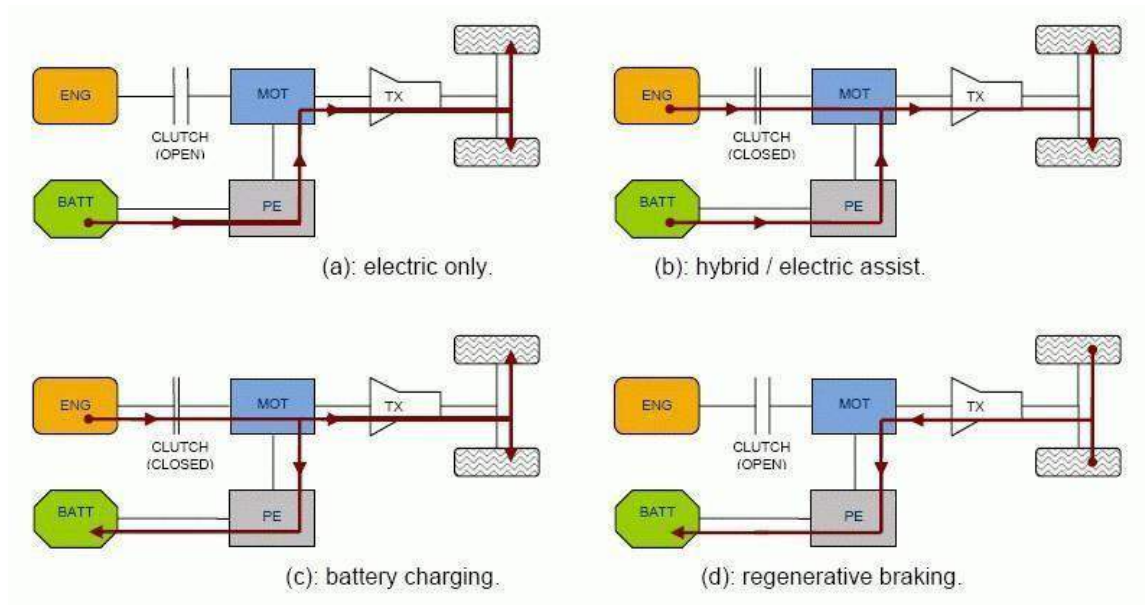 ENG
MOT
TX
CLUTCH
(OPEN)
BATT
PE
(a): electric only.
ENG
MOT
TX
CLUTCH
(CLOSED)
BATT
PE
(b): hybrid / electric assist.
ENG
MOT
TX
CLUTCH
(CLOSED)
BATT
PE
(c): battery charging.
ENG
MOT
TX
CLUTCH
(OPEN)
BATT
PE
(d): regenerative braking.